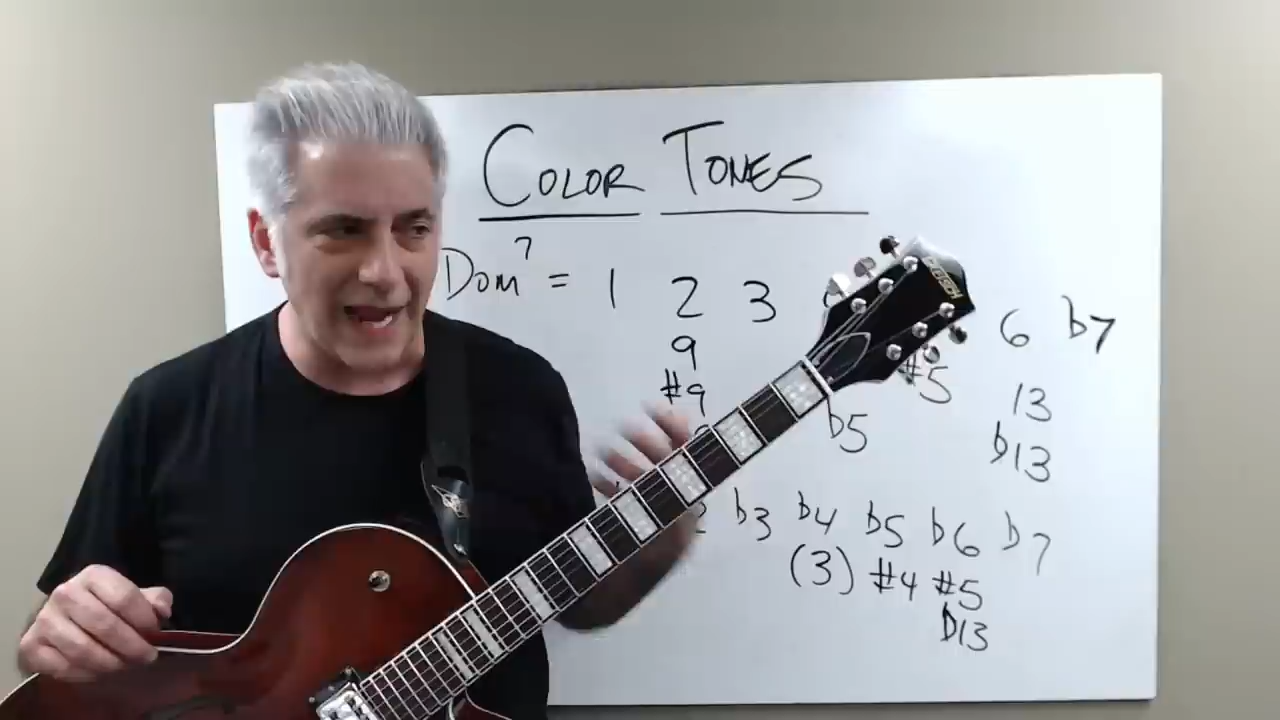 COLOR TONES
Dom7 = 1 2 3 6 b7
9 #5 13
#9 b5 b13
b3 b4 b5 b6 b7
(3) #4 #5
b13
GRETSCH